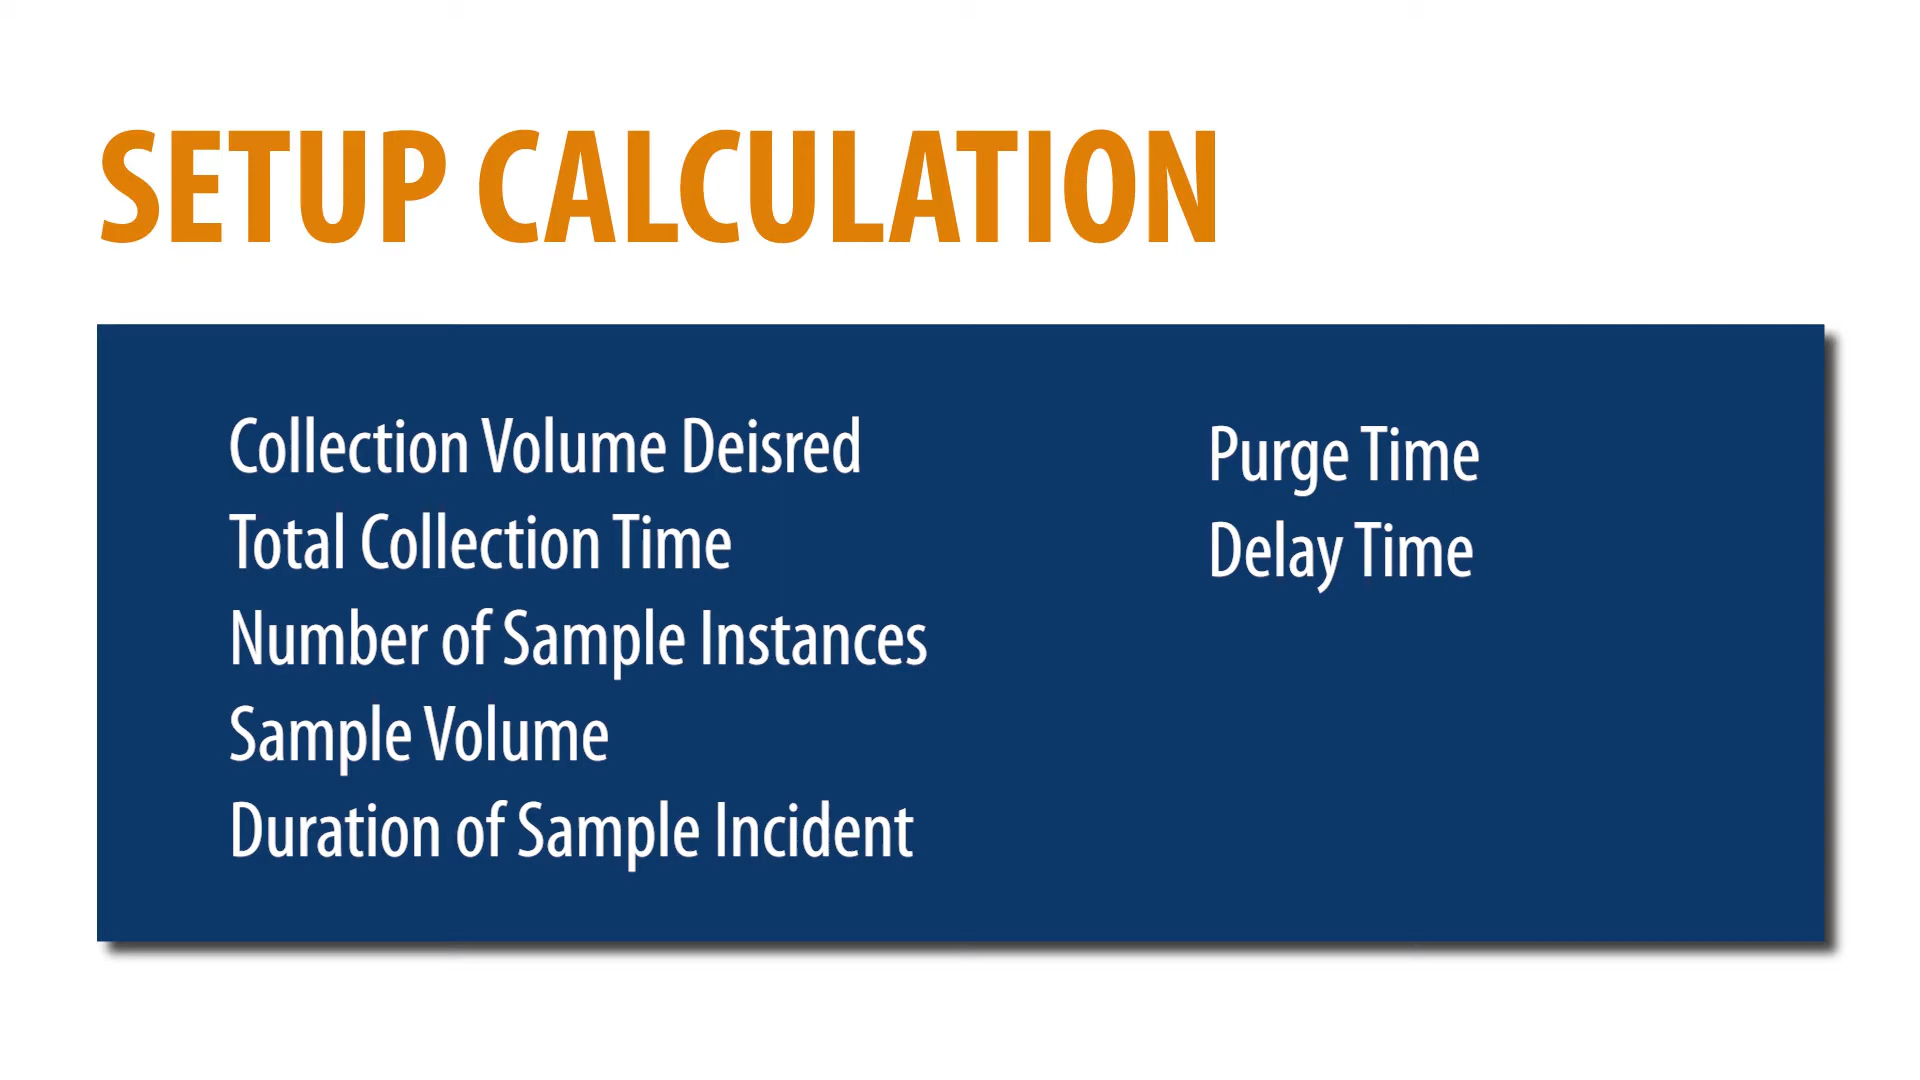 SETUP CALCULATION
Collection Volume Deisred
Total Collection Time
Number of Sample Instances
Sample Volume
Duration of Sample Incident
Purge Time
Delay Time